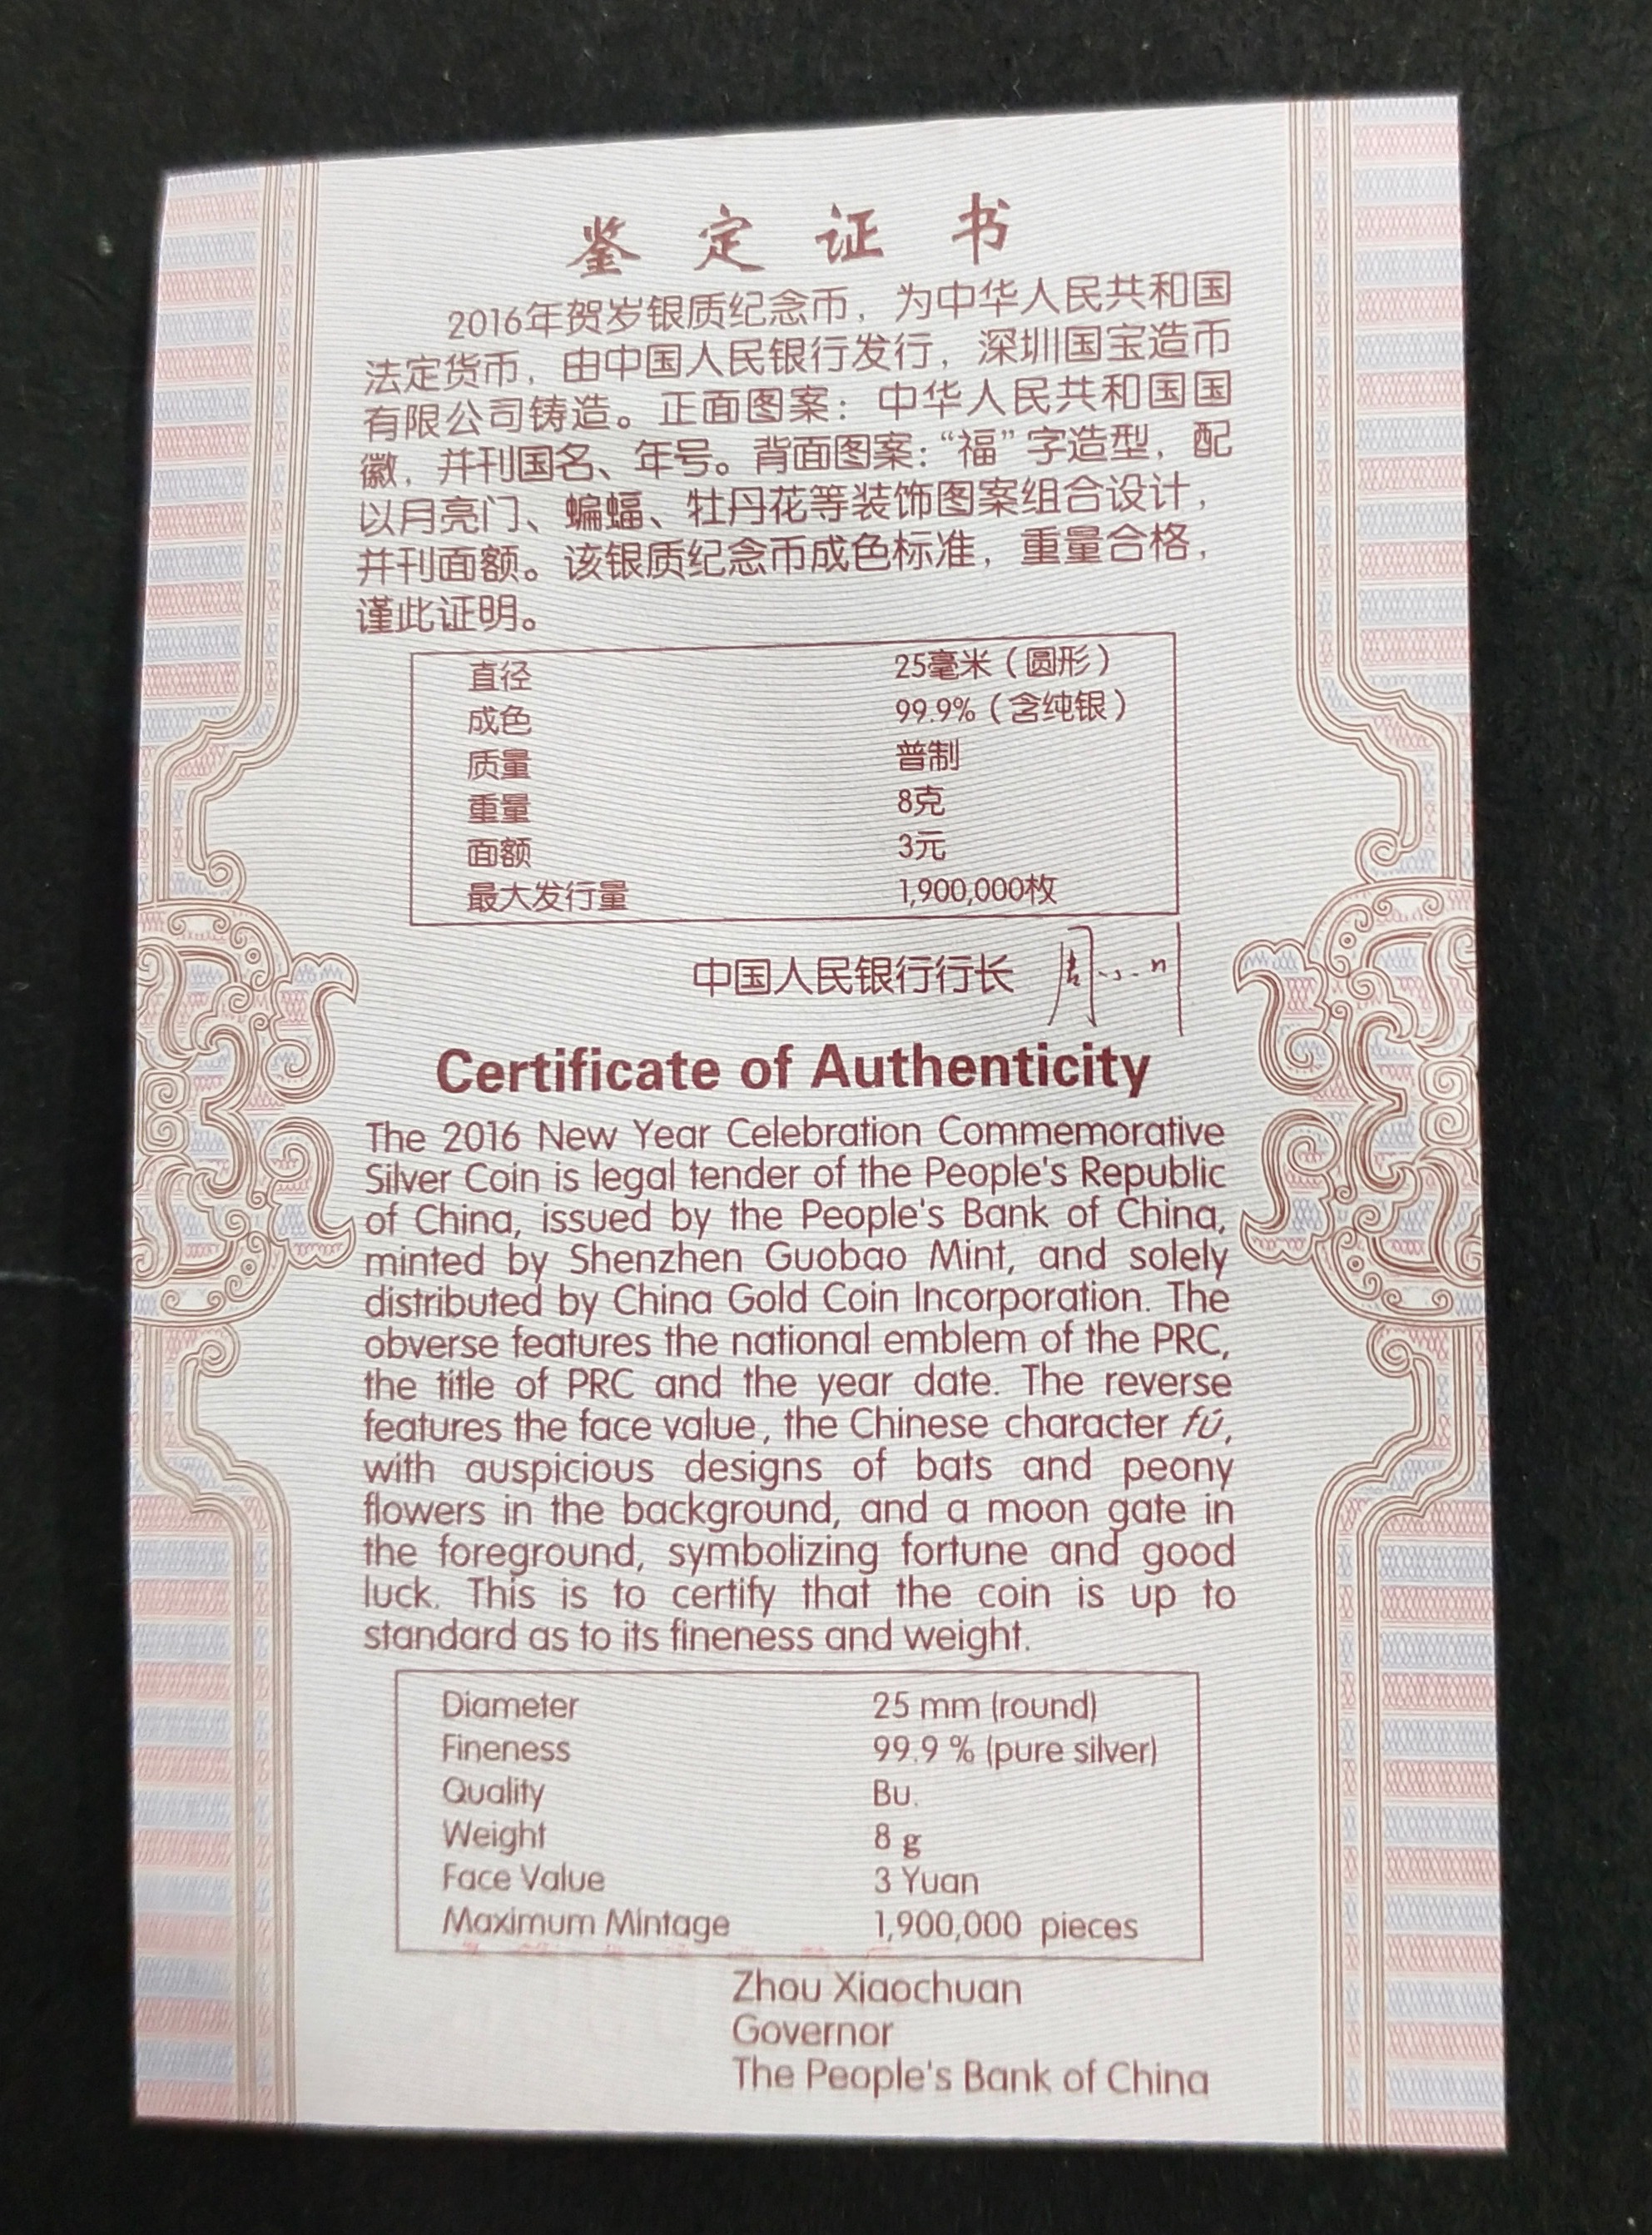 鉴定证书
2016年贺岁银质纪念币，为中华人民共和国
法定货币，由中国人民银行发行，深圳国宝造币
有限公司铸造。正面图案：中华人民共和国国
徽，并刊国名、年号。背面图案：“福”字造型，配
以月亮门、蝙蝠、牡丹花等装饰图案组合设计，
并刊面额。该银质纪念币成色标准，重量合格，
谨此证明。
直径 25毫米（圆形）
成色 99.9%（含纯银）
质量 普制
重量 8克
面额 3元
最大发行量 1,900,000枚
中国人民银行行长 周小川
Certificate of Authenticity
The 2016 New Year Celebration Commemorative
Silver Coin is legal tender of the People's Republic
of China, issued by the People's Bank of China,
minted by Shenzhen Guobao Mint, and solely
distributed by China Gold Coin Incorporation. The
obverse features the national emblem of the PRC,
the title of PRC and the year date. The reverse
features the face value, the Chinese character fú,
with auspicious designs of bats and peony
flowers in the background, and a moon gate in
the foreground, symbolizing fortune and good
luck. This is to certify that the coin is up to
standard as to its fineness and weight.
Diameter 25 mm (round)
Fineness 99.9 % (pure silver)
Quality Bu.
Weight 8 g
Face Value 3 Yuan
Maximum Mintage 1,900,000 pieces
Zhou Xiaochuan
Governor
The People's Bank of China